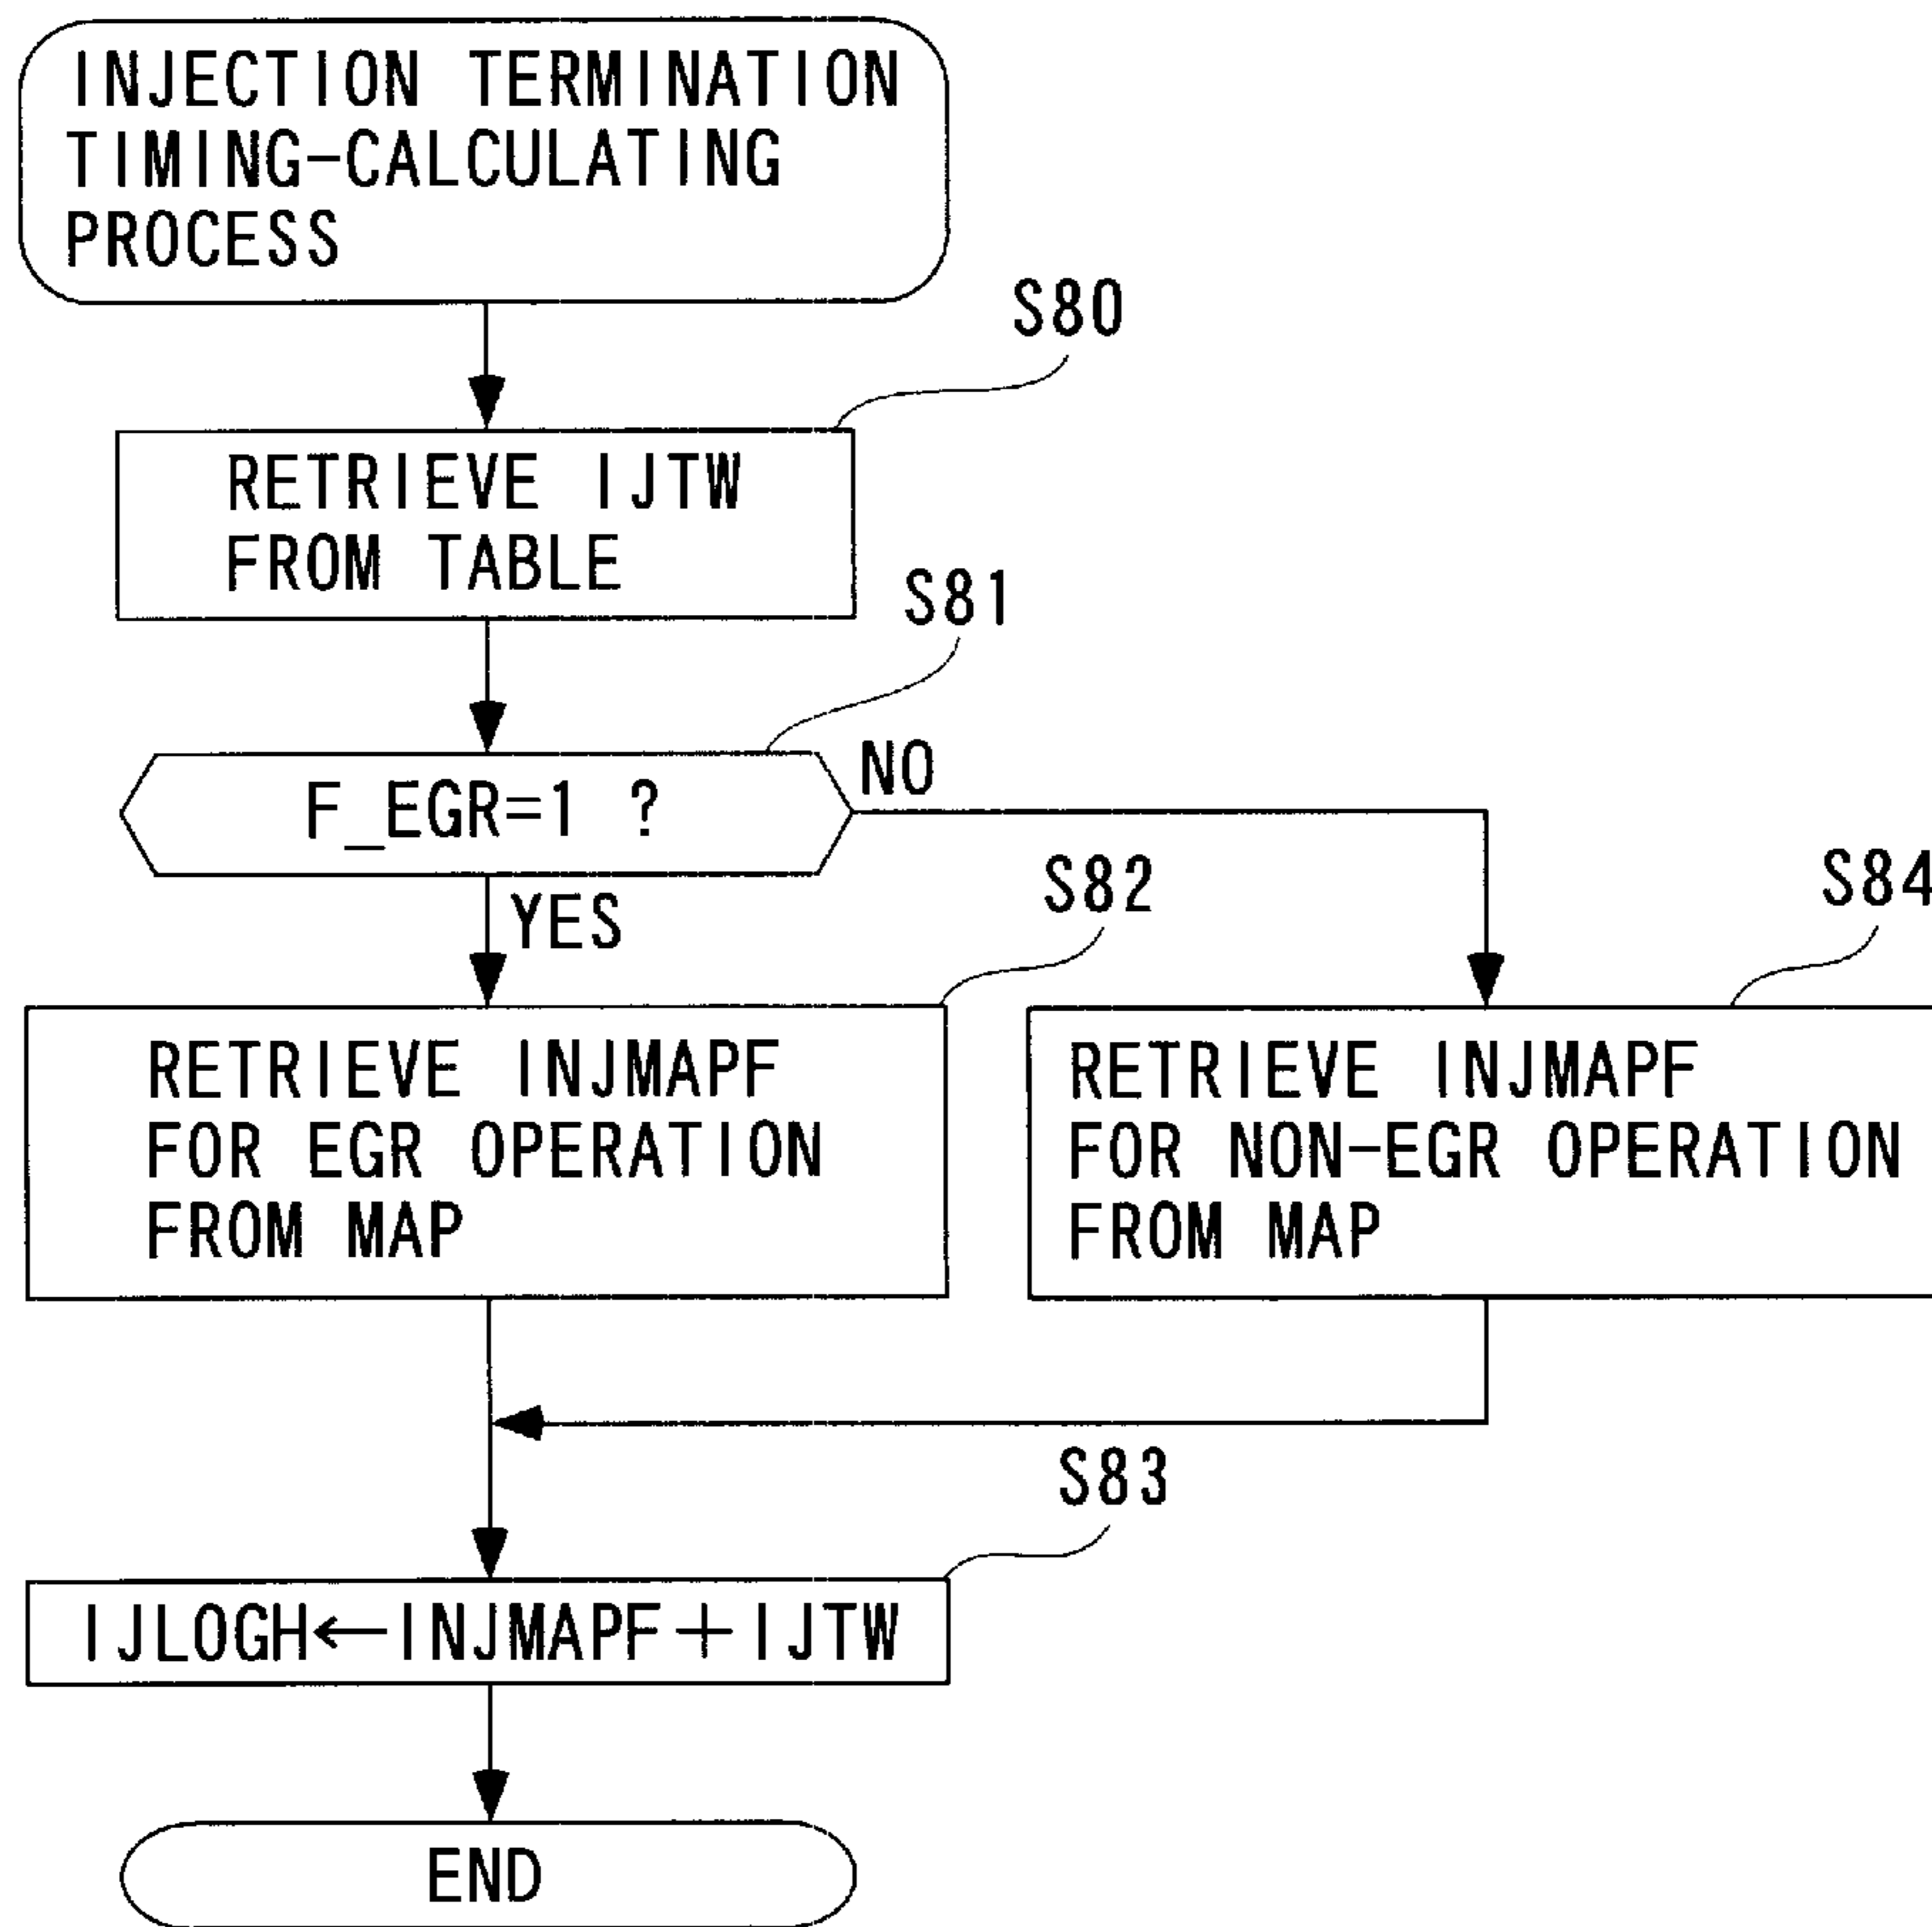 INJECTION TERMINATION
TIMING-CALCULATING
PROCESS
S80
RETRIEVE IJTW
FROM TABLE
S81
F_EGR=1 ?
NO
YES
S82
S84
RETRIEVE INJMAPF
FOR EGR OPERATION
FROM MAP
RETRIEVE INJMAPF
FOR NON-EGR OPERATION
FROM MAP
S83
IJLOGH←INJMAPF+IJTW
END